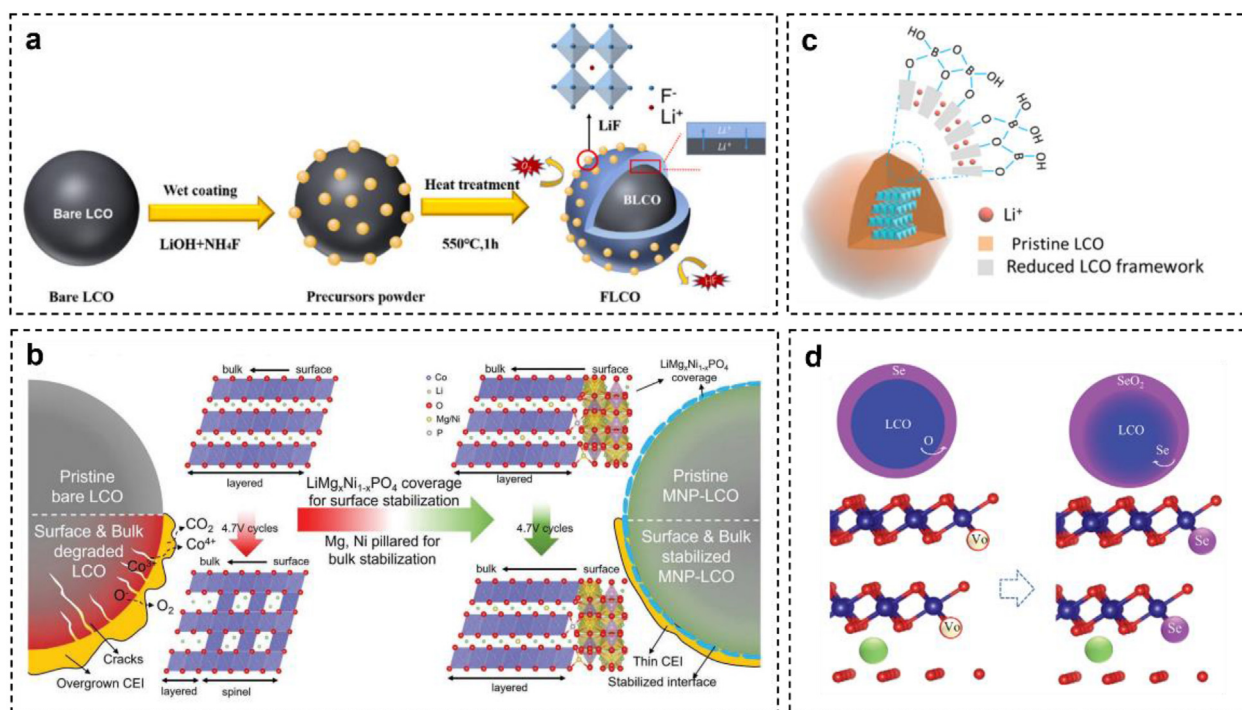 a
F⁻
Li⁺
LiF
Li⁺
Li⁺
Wet coating
Heat treatment
O₂
Bare LCO
BLCO
LiOH+NH₄F
550°C,1h
HF
Bare LCO
Precursors powder
FLCO
c
HO
O
B
B
OH
O
O
O
O
HO
B
HO
OH
O
B
OH
O
O
Li⁺
Pristine LCO
Reduced LCO framework
b
bulk
surface
Co
Li
O
Mg/Ni
P
bulk
surface
LiMgₓNi₁₋ₓPO₄
coverage
Pristine
bare LCO
layered
LiMgₓNi₁₋ₓPO₄ coverage
for surface stabilization
layered
Pristine
MNP-LCO
Surface & Bulk
degraded
LCO
CO₂
Co⁴⁺
Co³⁺
O⁻
O₂
4.7V cycles
Mg, Ni pillared for
bulk stabilization
4.7V cycles
Surface & Bulk
stabilized
MNP-LCO
bulk
surface
bulk
surface
Cracks
Overgrown CEI
layered
spinel
layered
Thin CEI
Stabilized interface
d
Se
LCO
O
SeO₂
LCO
Se
Vo
Se
Vo
Se